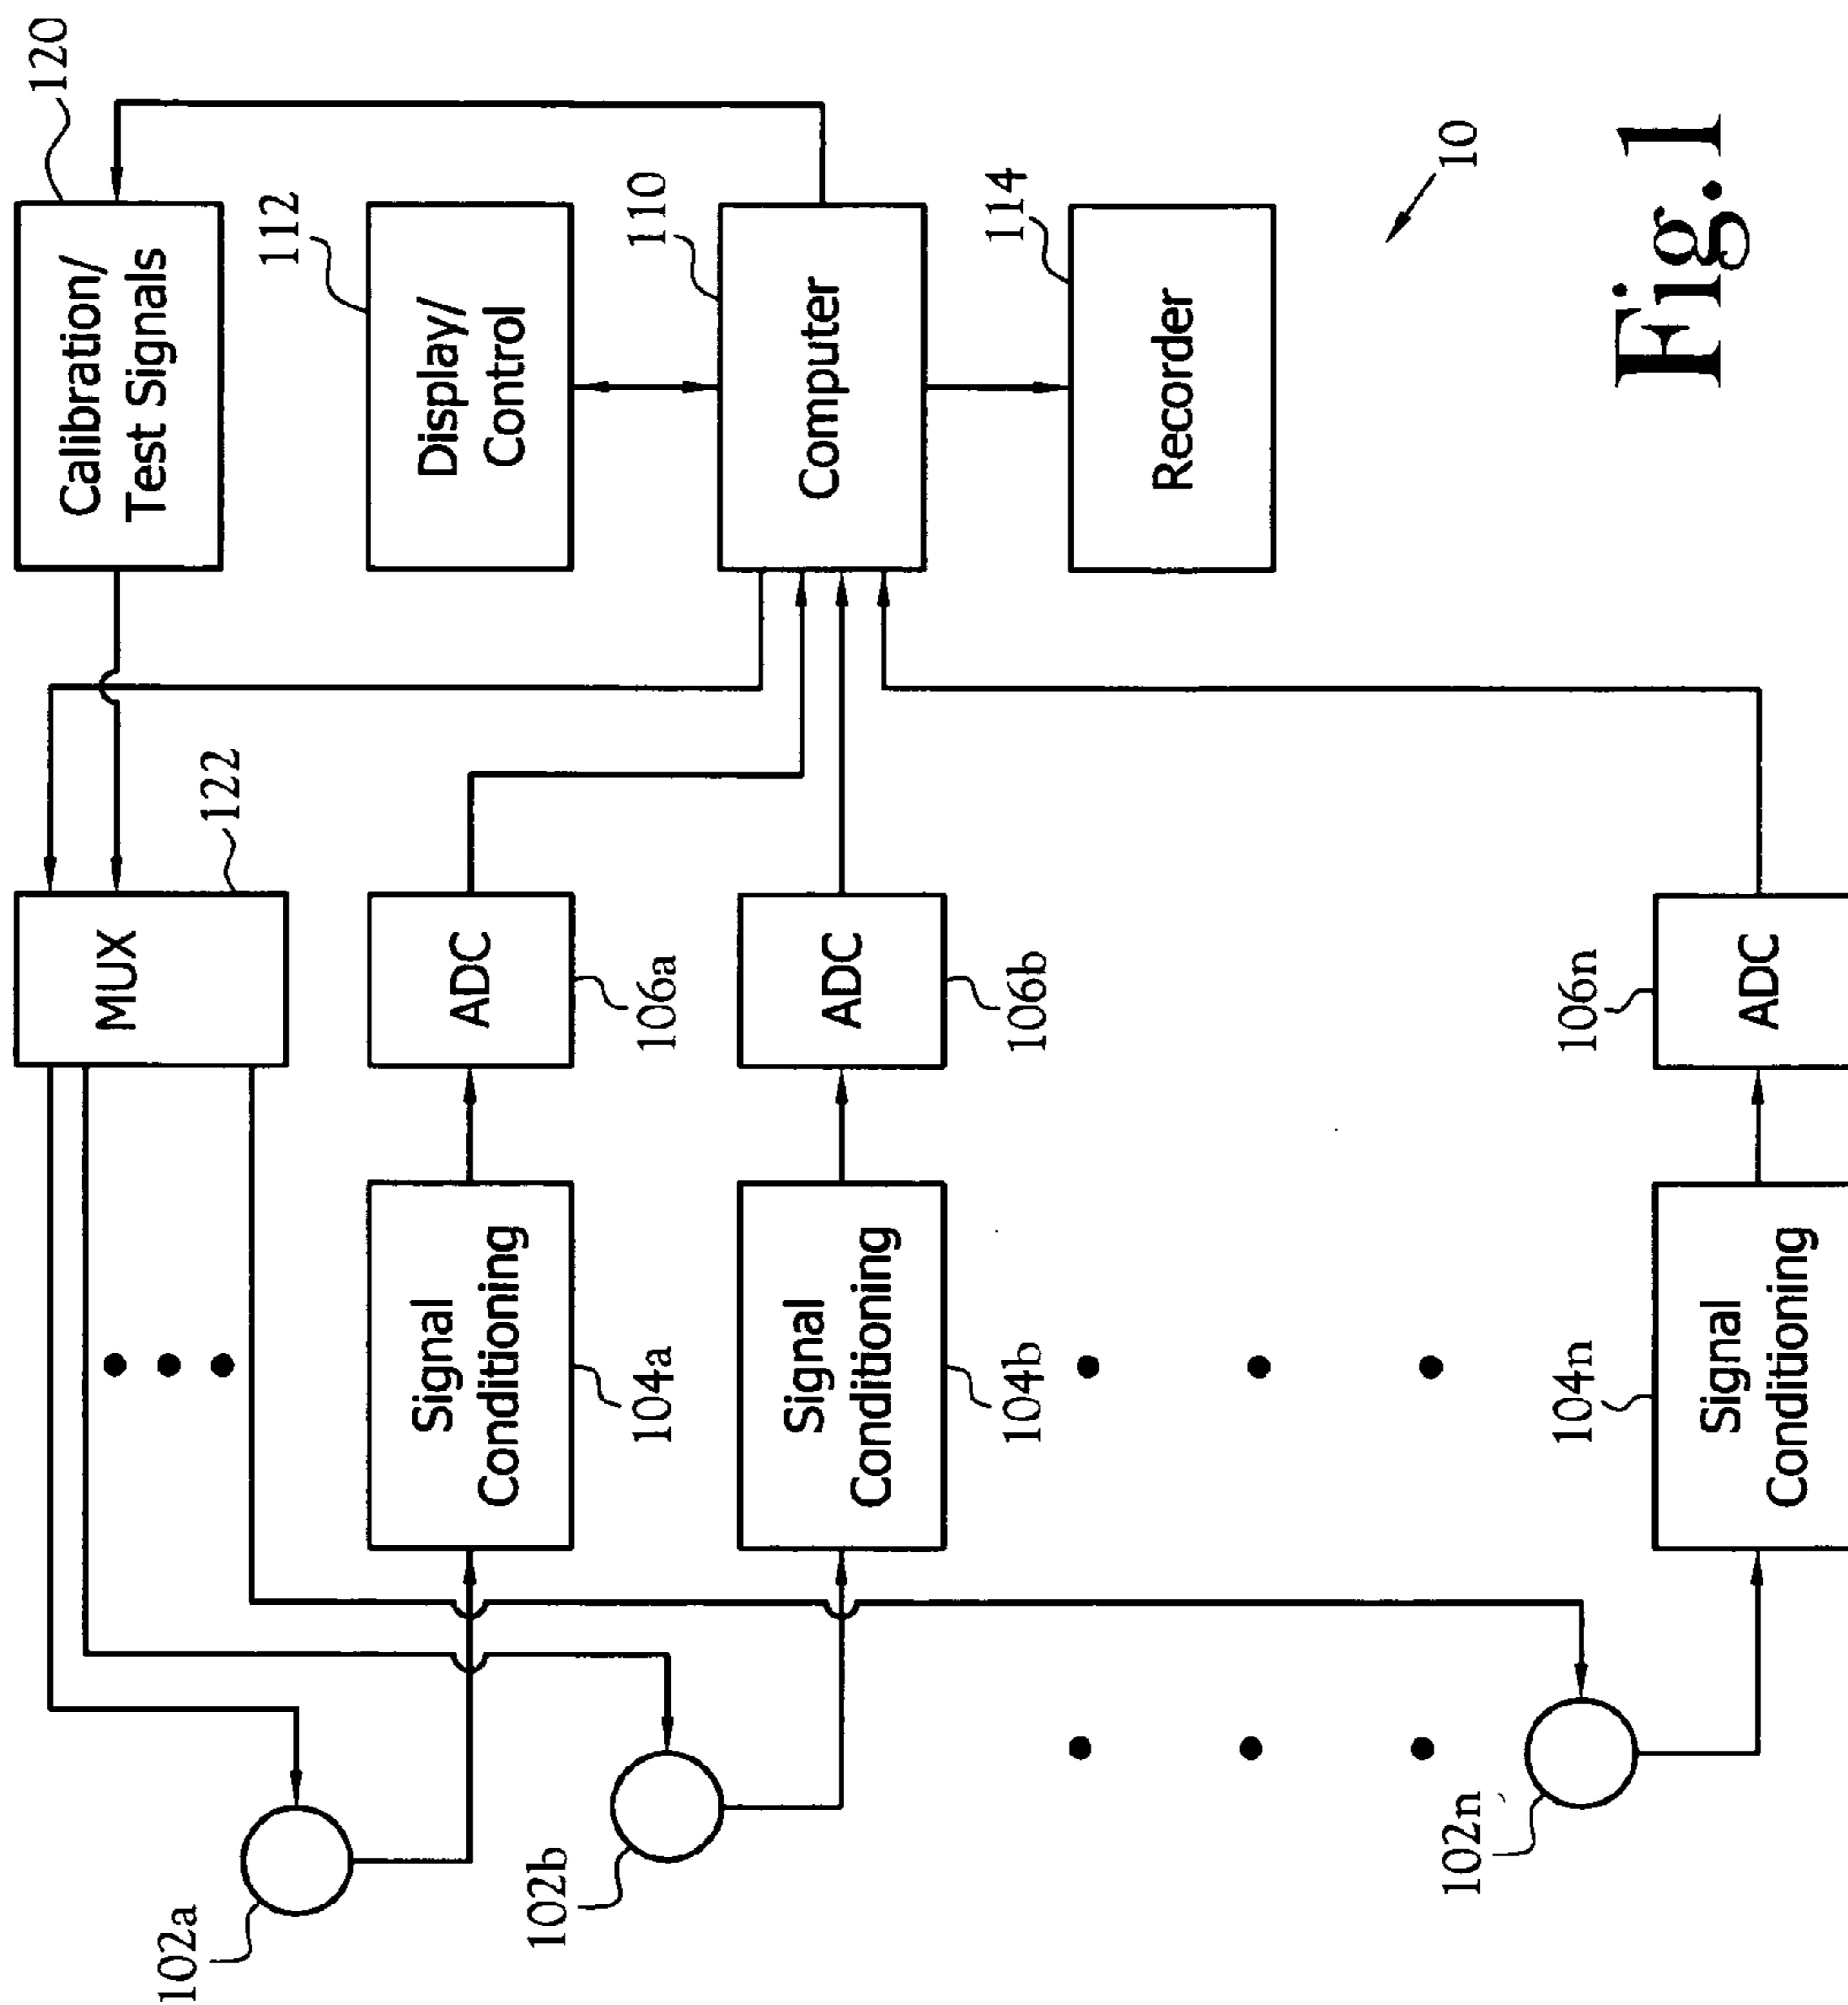 120
Calibration/
Test Signals
122
MUX
112
Display/
Control
ADC
106a
Signal
Conditioning
104a
102a
110
Computer
ADC
106b
Signal
Conditioning
104b
102b
114
Recorder
10
106n
ADC
104n
Signal
Conditioning
102n
Fig. 1